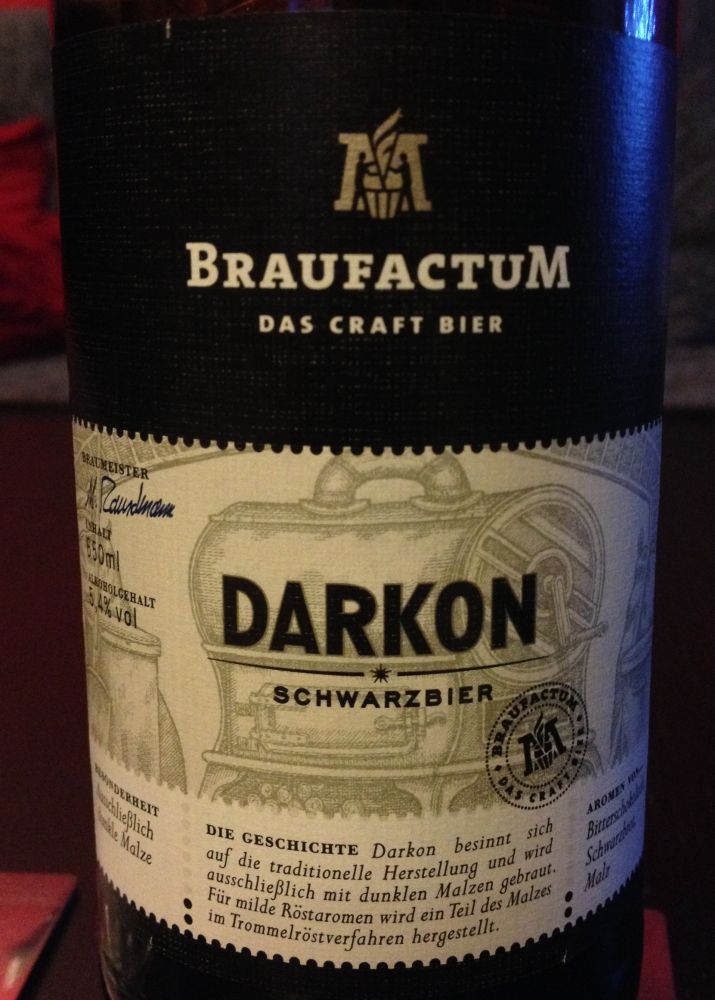 BRAUFACTUM
DAS CRAFT BIER
BRAUMEISTER
INHALT
650ml
ALKOHOLGEHALT
5,4% vol
DARKON
SCHWARZBIER
BRAUFACTUM
DAS CRAFT BIER
BESONDERHEIT
Ausschließlich
dunkle Malze
DIE GESCHICHTE Darkon besinnt sich
auf die traditionelle Herstellung und wird
ausschließlich mit dunklen Malzen gebraut.
Für milde Röstaromen wird ein Teil des Malzes
im Trommelröstverfahren hergestellt.
AROMEN VON
Schwarzbrot,
Malz